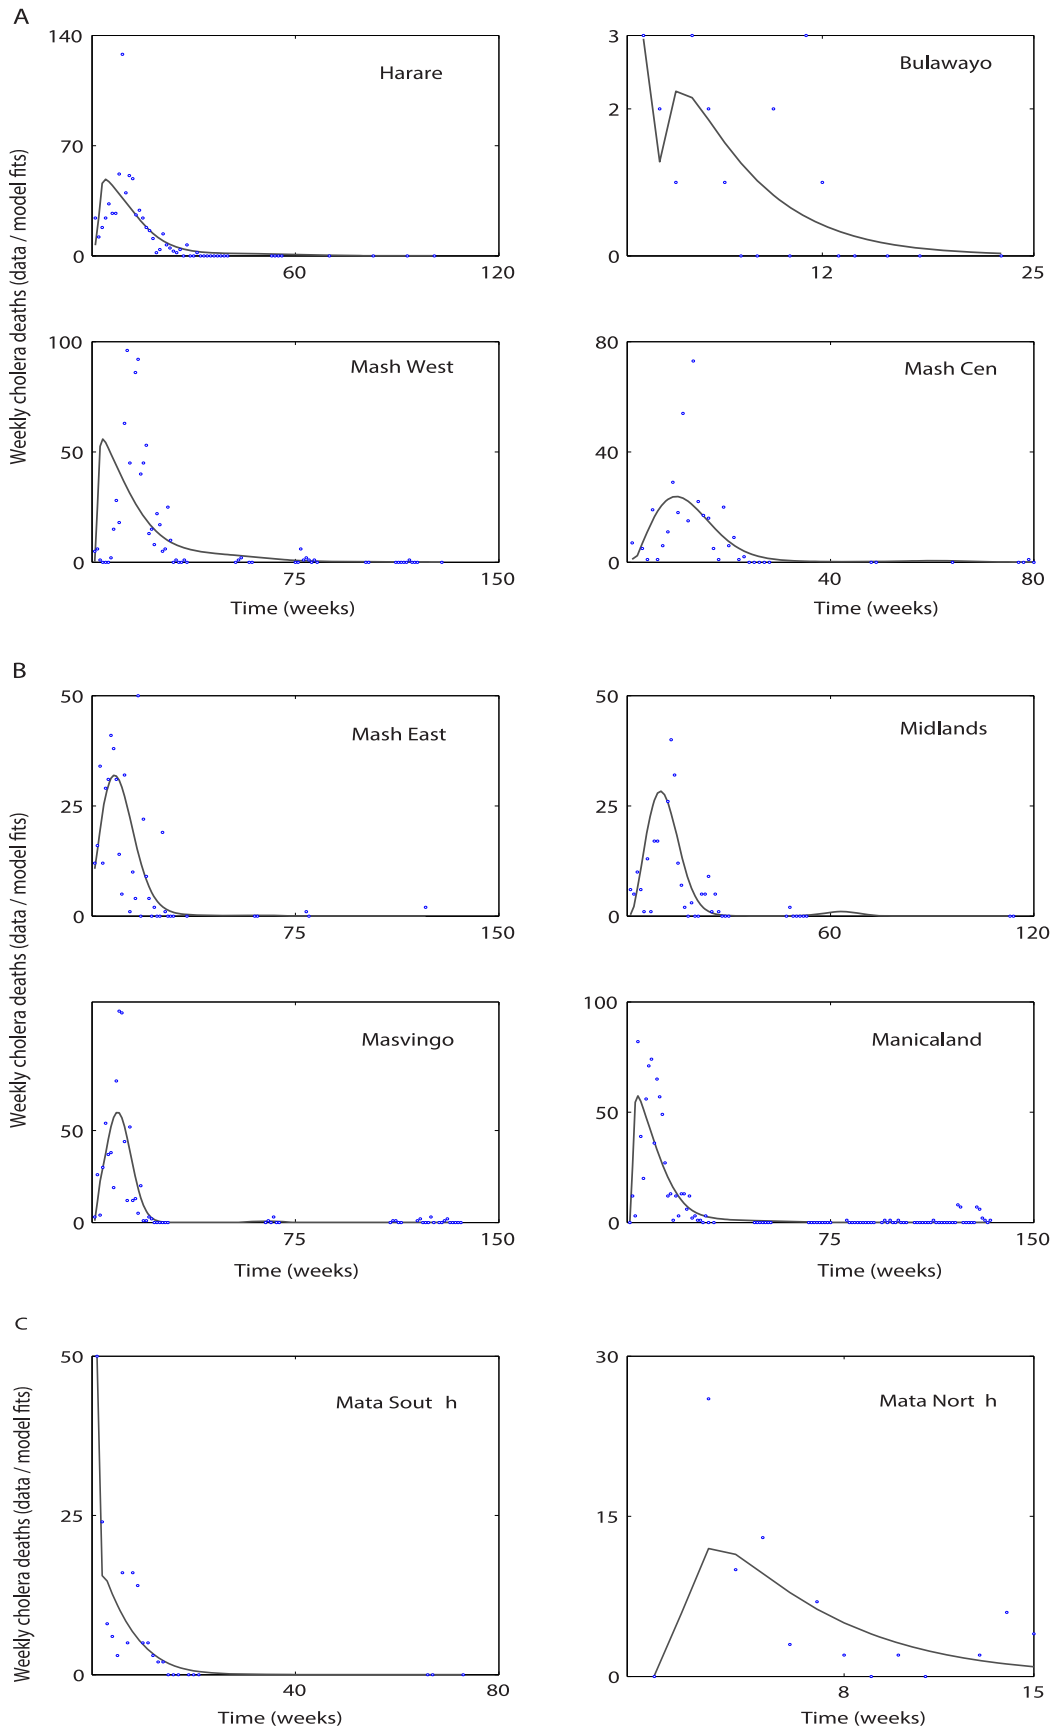 A
Weekly cholera deaths (data / model fits)
140
70
0
60
120
Harare
3
2
0
12
25
Bulawayo
100
50
0
75
150
Mash West
Time (weeks)
80
40
0
40
80
Mash Cen
Time (weeks)
B
Weekly cholera deaths (data / model fits)
50
25
0
75
150
Mash East
50
25
0
60
120
Midlands
50
0
75
150
Masvingo
Time (weeks)
100
50
0
75
150
Manicaland
Time (weeks)
C
Weekly cholera deaths (data / model fits)
50
25
0
40
80
Mata Sout h
Time (weeks)
30
15
0
8
15
Mata Nort h
Time (weeks)